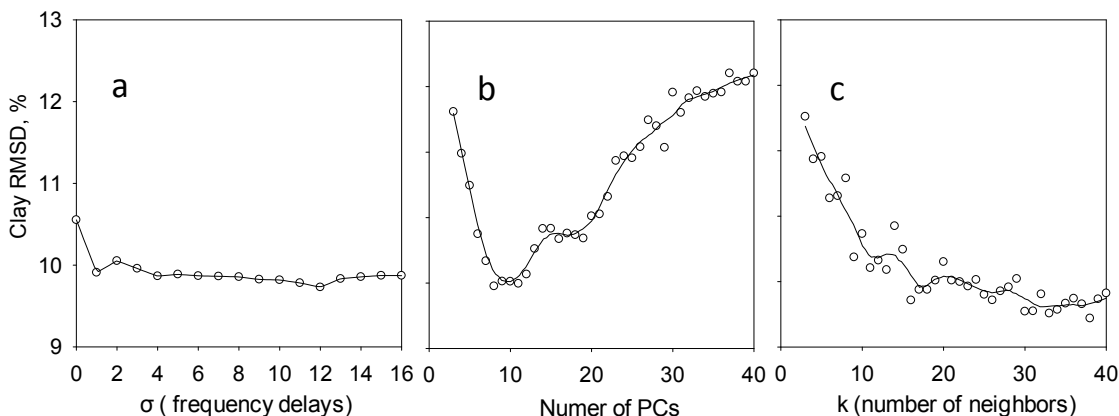 13
12
11
10
9
Clay RMSD, %
a
0 2 4 6 8 10 12 14 16
σ ( frequency delays)
b
0 10 20 30 40
Numer of PCs
c
0 10 20 30 40
k (number of neighbors)